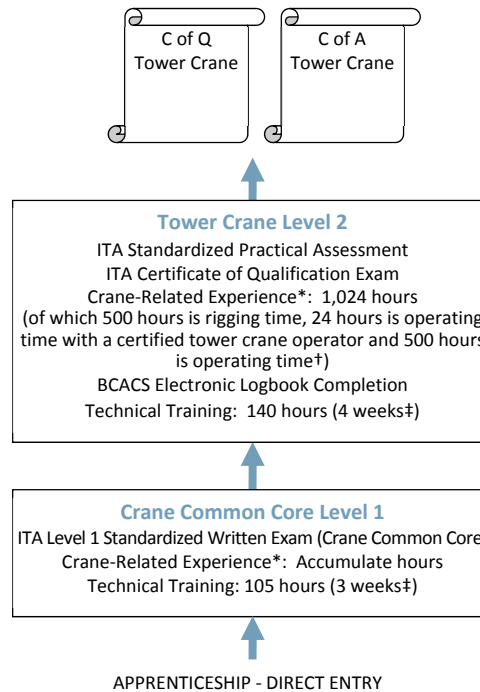 C of Q
Tower Crane
C of A
Tower Crane
Tower Crane Level 2
ITA Standardized Practical Assessment
ITA Certificate of Qualification Exam
Crane-Related Experience*: 1,024 hours
(of which 500 hours is rigging time, 24 hours is operating
time with a certified tower crane operator and 500 hours
is operating time†)
BCACS Electronic Logbook Completion
Technical Training: 140 hours (4 weeks‡)
Crane Common Core Level 1
ITA Level 1 Standardized Written Exam (Crane Common Core
Crane-Related Experience*: Accumulate hours
Technical Training: 105 hours (3 weeks‡)
APPRENTICESHIP - DIRECT ENTRY